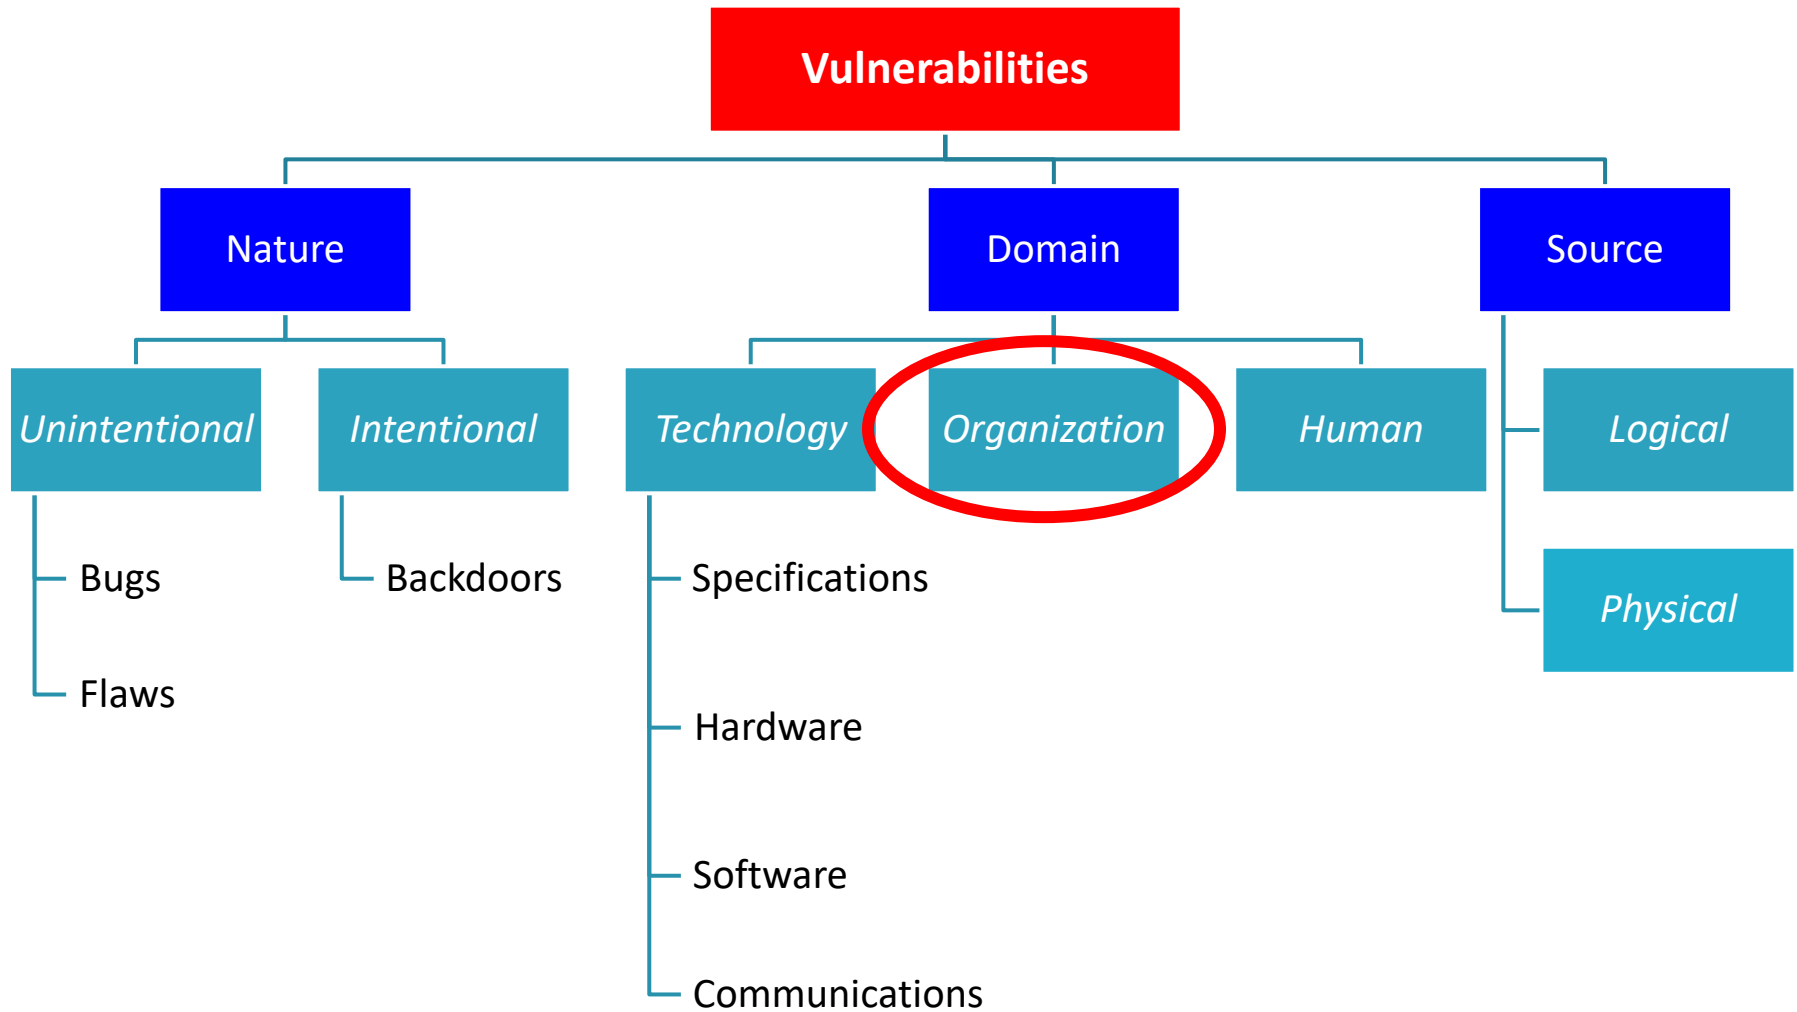 Vulnerabilities
Nature
Domain
Source
Unintentional
Intentional
Technology
Organization
Human
Logical
Bugs
Backdoors
Specifications
Physical
Flaws
Hardware
Software
Communications